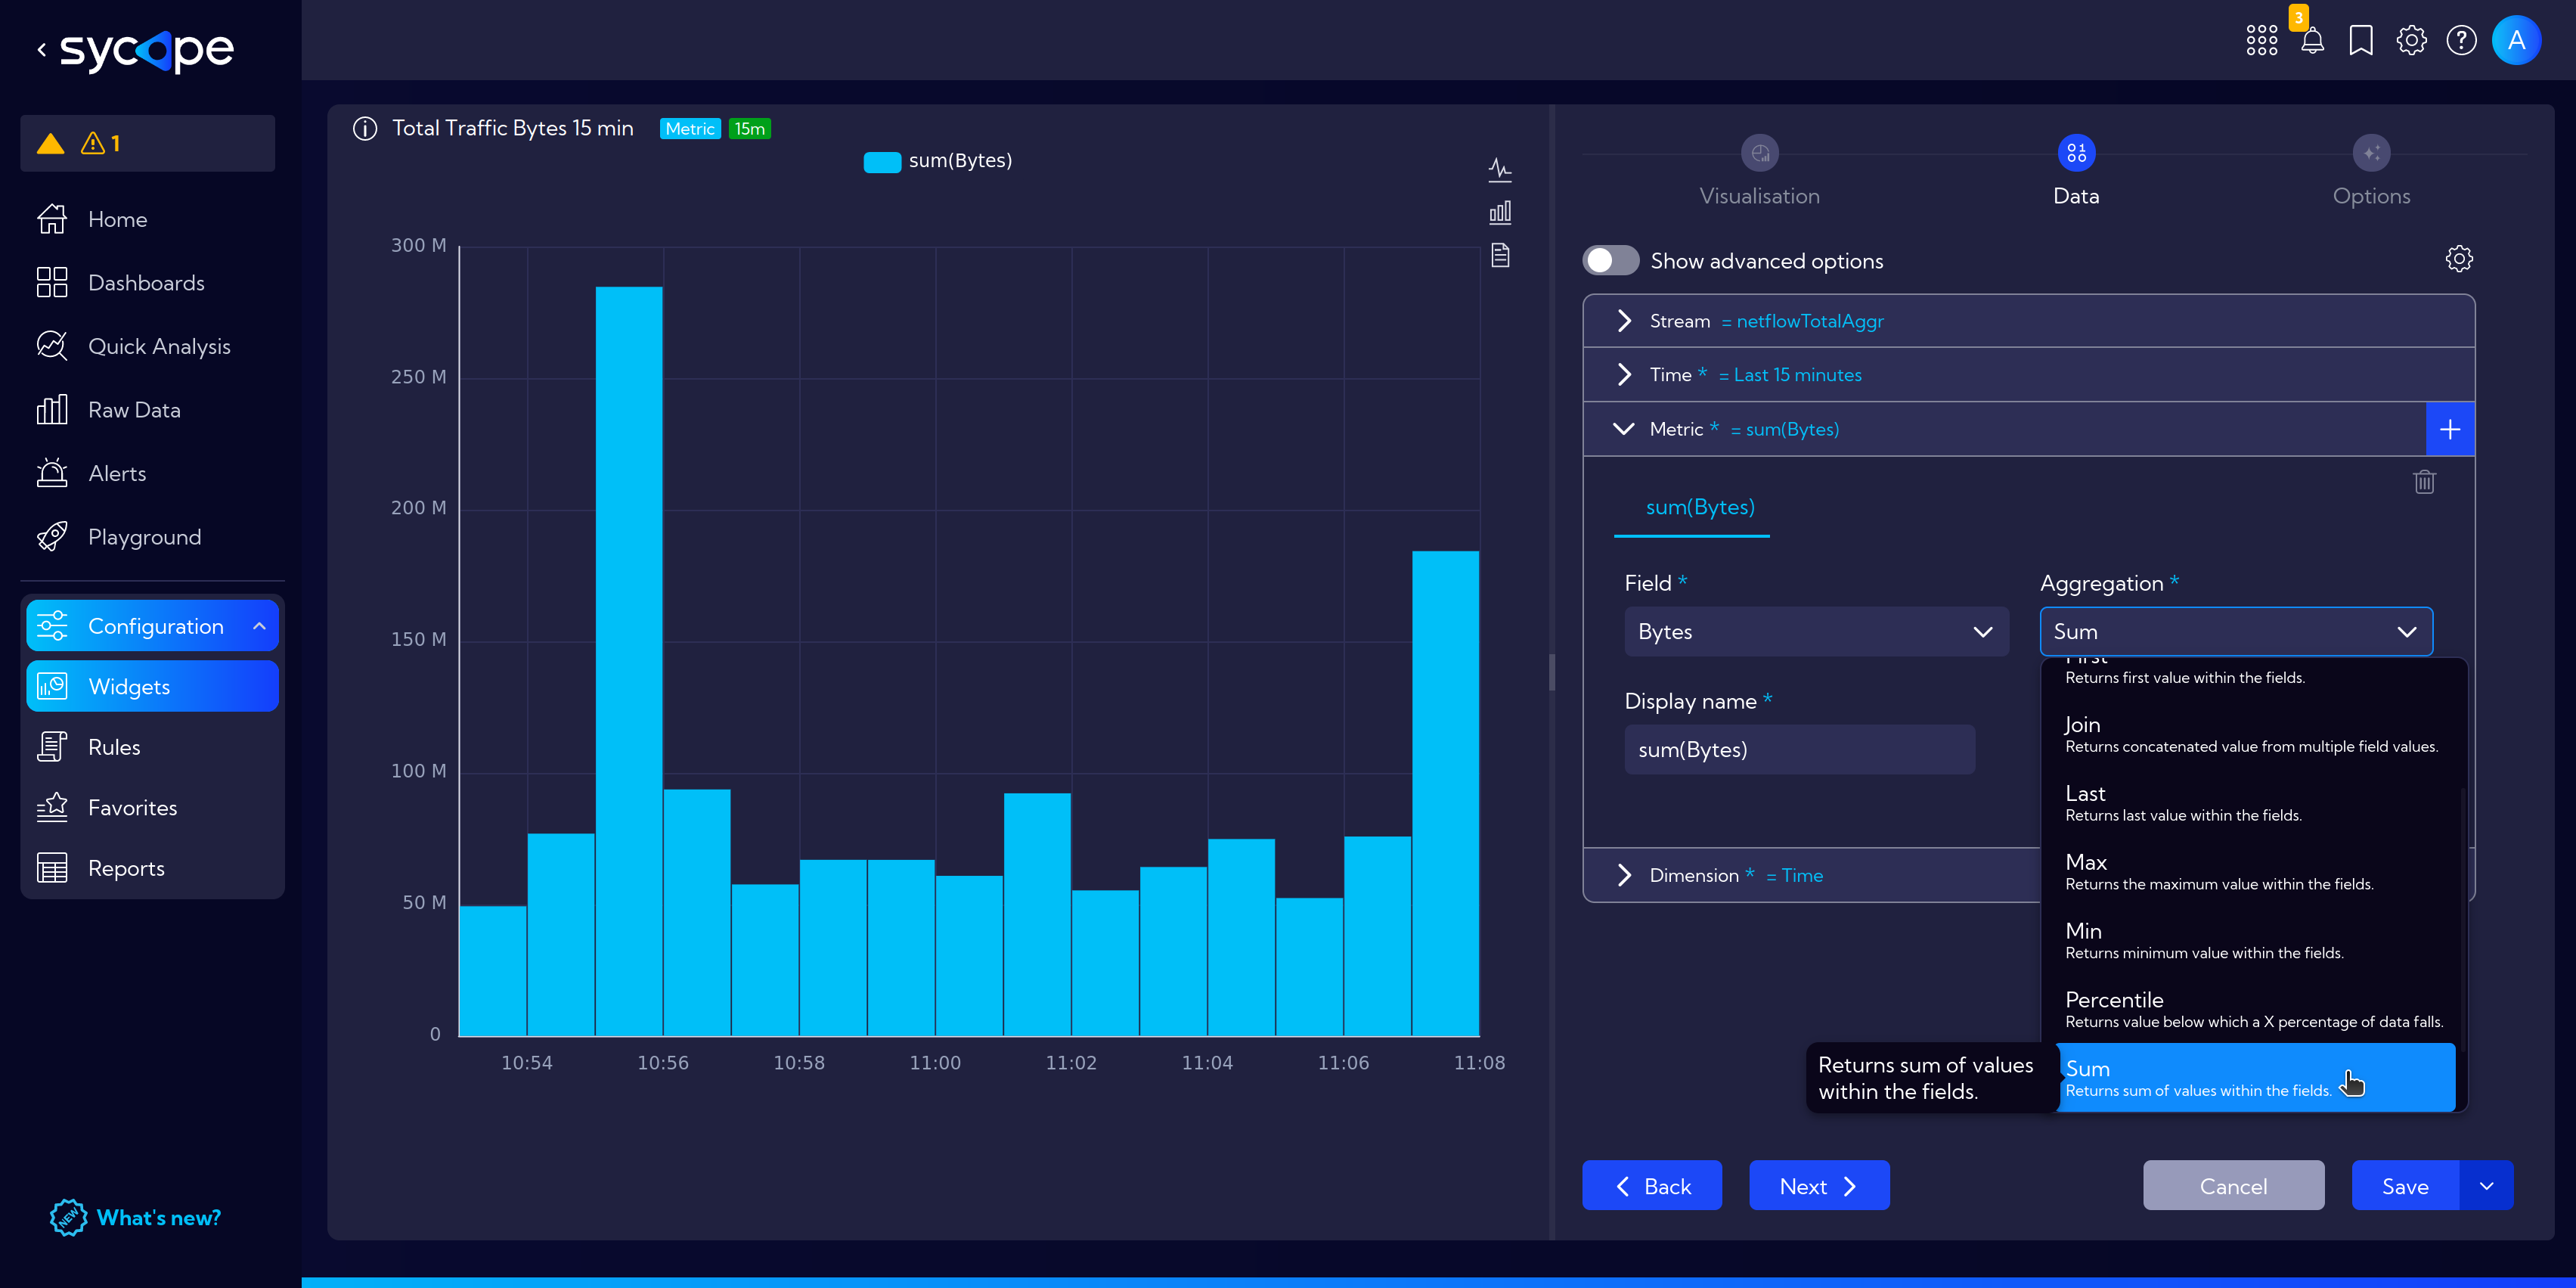 sycope
3
A
1
Home
Dashboards
Quick Analysis
Raw Data
Alerts
Playground
Configuration
Widgets
Rules
Favorites
Reports
NEW
What's new?
Total Traffic Bytes 15 min
Metric
15m
sum(Bytes)
300 M
250 M
200 M
150 M
100 M
50 M
0
10:54
10:56
10:58
11:00
11:02
11:04
11:06
11:08
Visualisation
Data
Options
Show advanced options
Stream = netflowTotalAggr
Time * = Last 15 minutes
Metric * = sum(Bytes)
sum(Bytes)
Field *
Aggregation *
Bytes
Sum
Display name *
sum(Bytes)
Dimension * = Time
First
Returns first value within the fields.
Join
Returns concatenated value from multiple field values.
Last
Returns last value within the fields.
Max
Returns the maximum value within the fields.
Min
Returns minimum value within the fields.
Percentile
Returns value below which a X percentage of data falls.
Sum
Returns sum of values within the fields.
Returns sum of values
within the fields.
Back
Next
Cancel
Save